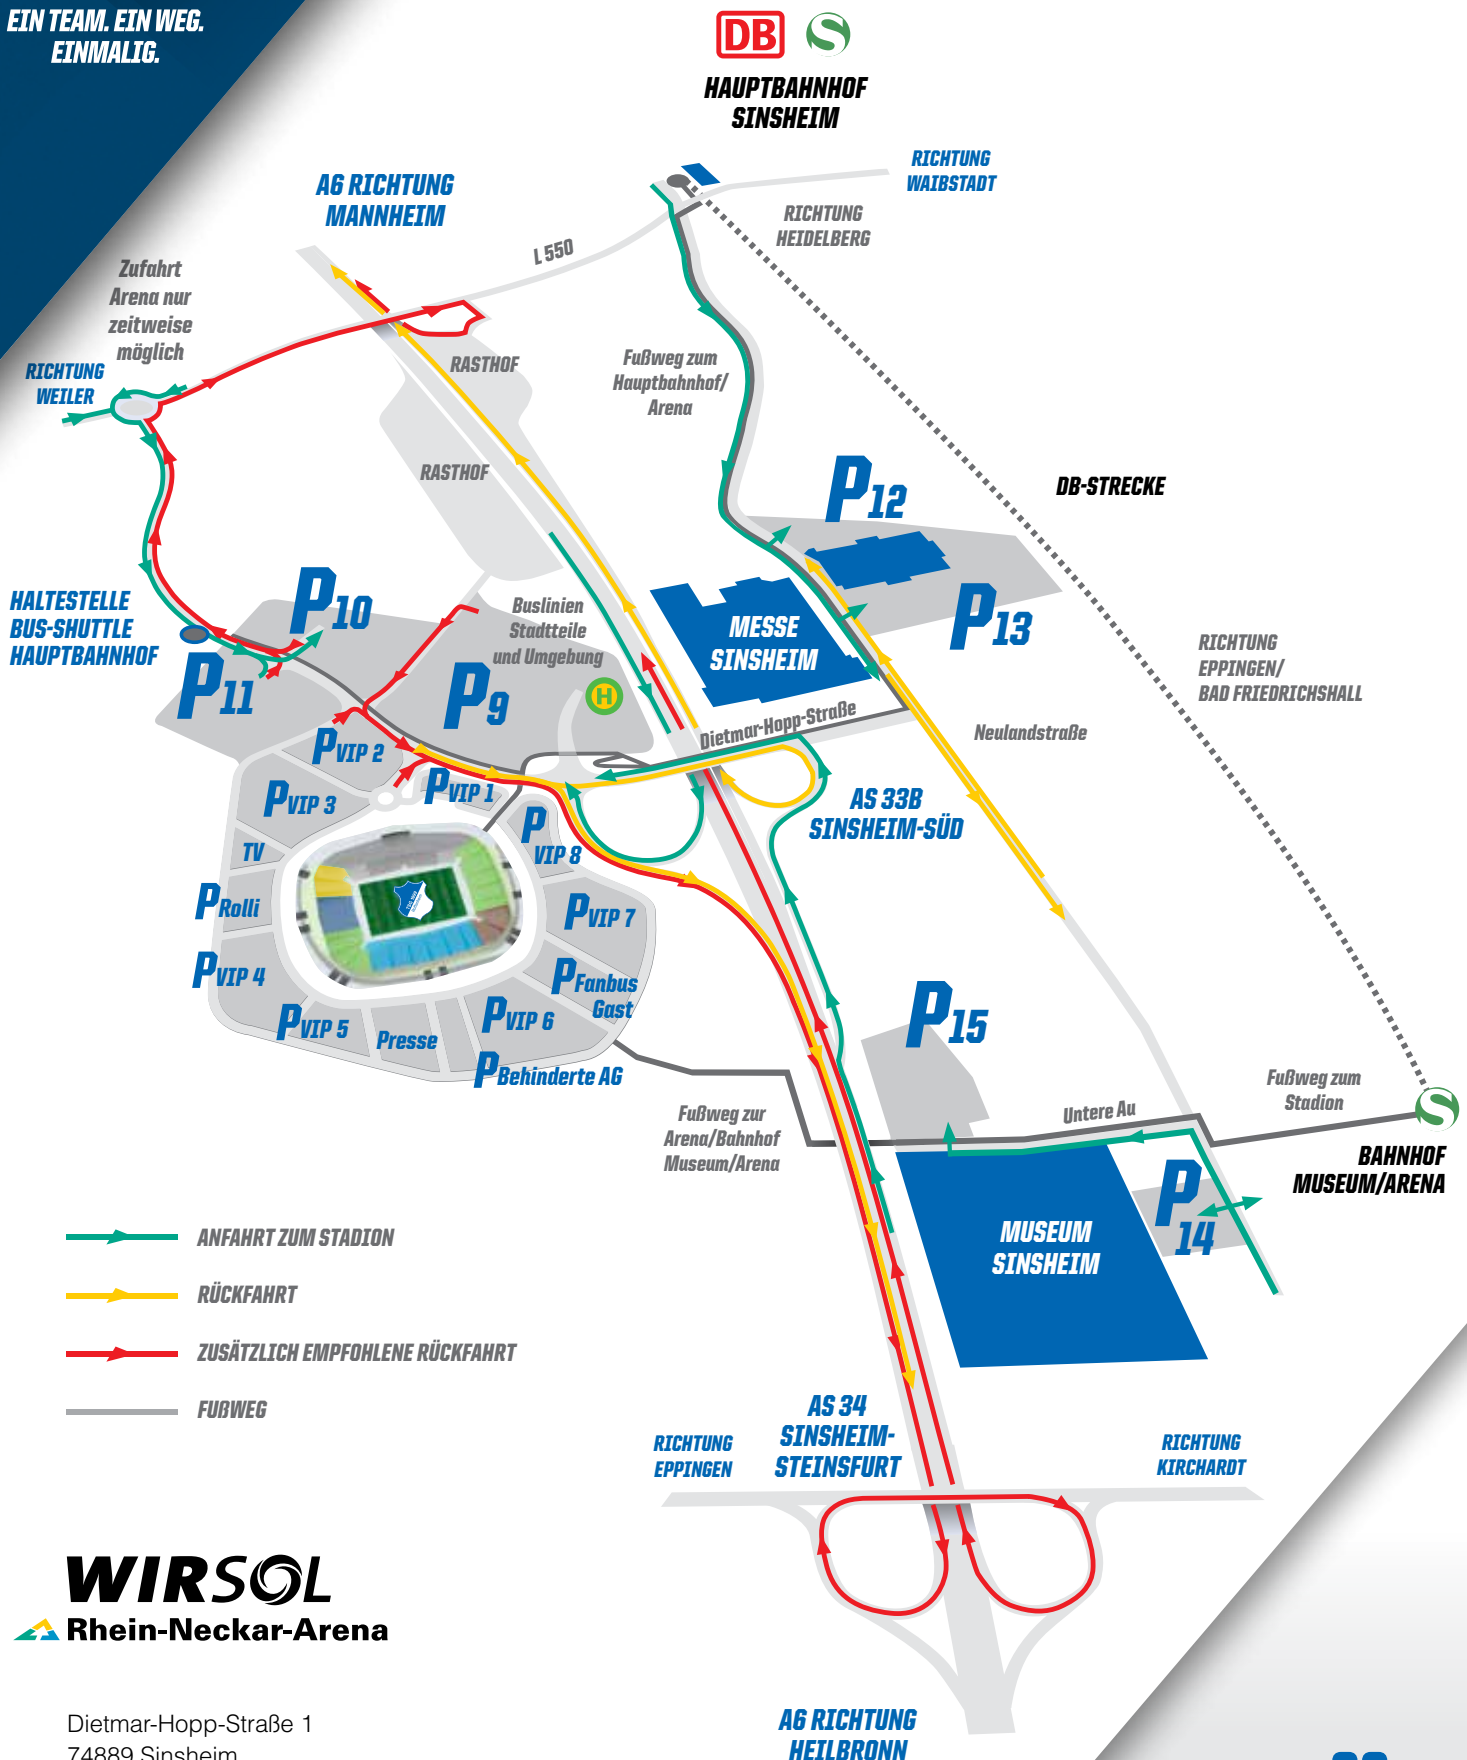 EIN TEAM. EIN WEG.
EINMALIG.
DB
S
HAUPTBAHNHOF
SINSHEIM
A6 RICHTUNG
MANNHEIM
RICHTUNG
WAIBSTADT
RICHTUNG
HEIDELBERG
L 550
Zufahrt
Arena nur
zeitweise
möglich
RICHTUNG
WEILER
RASTHOF
RASTHOF
Fußweg zum
Hauptbahnhof/
Arena
P12
DB-STRECKE
P13
MESSE
SINSHEIM
HALTESTELLE
BUS-SHUTTLE
HAUPTBAHNHOF
P10
P11
Buslinien
Stadtteile
und Umgebung
H
P9
RICHTUNG
EPPINGEN/
BAD FRIEDRICHSHALL
Dietmar-Hopp-Straße
Neulandstraße
PVIP 2
PVIP 1
PVIP 3
P
VIP 8
AS 33B
SINSHEIM-SÜD
TV
PRolli
PVIP 7
PVIP 4
PFanbus
Gast
PVIP 5
Presse
PVIP 6
PBehinderte AG
P15
Fußweg zur
Arena/Bahnhof
Museum/Arena
Untere Au
Fußweg zum
Stadion
S
BAHNHOF
MUSEUM/ARENA
P
14
MUSEUM
SINSHEIM
ANFAHRT ZUM STADION
RÜCKFAHRT
ZUSÄTZLICH EMPFOHLENE RÜCKFAHRT
FUßWEG
AS 34
SINSHEIM-
STEINSFURT
RICHTUNG
EPPINGEN
RICHTUNG
KIRCHARDT
WIRSOL
Rhein-Neckar-Arena
A6 RICHTUNG
HEILBRONN
Dietmar-Hopp-Straße 1
74889 Sinsheim